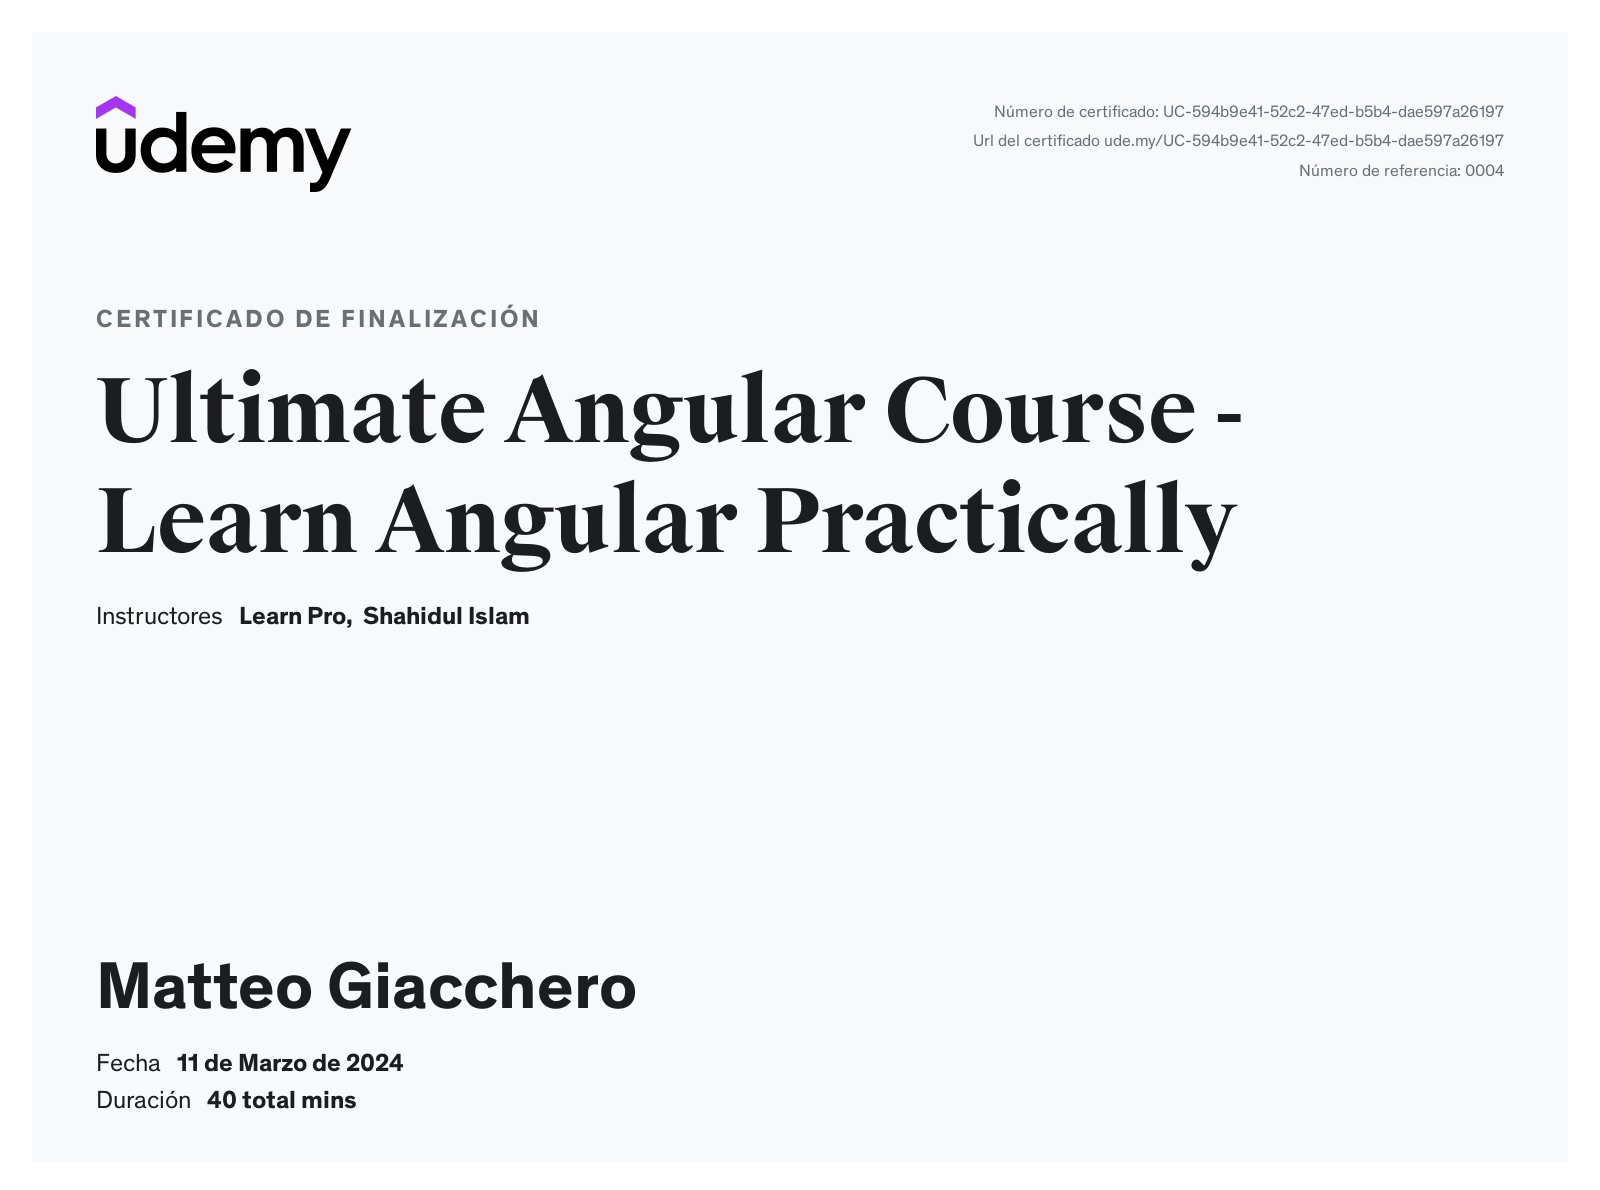 udemy
Número de certificado: UC-594b9e41-52c2-47ed-b5b4-dae597a26197
Url del certificado ude.my/UC-594b9e41-52c2-47ed-b5b4-dae597a26197
Número de referencia: 0004
CERTIFICADO DE FINALIZACIÓN
Ultimate Angular Course -
Learn Angular Practically
Instructores Learn Pro, Shahidul Islam
Matteo Giacchero
Fecha 11 de Marzo de 2024
Duración 40 total mins